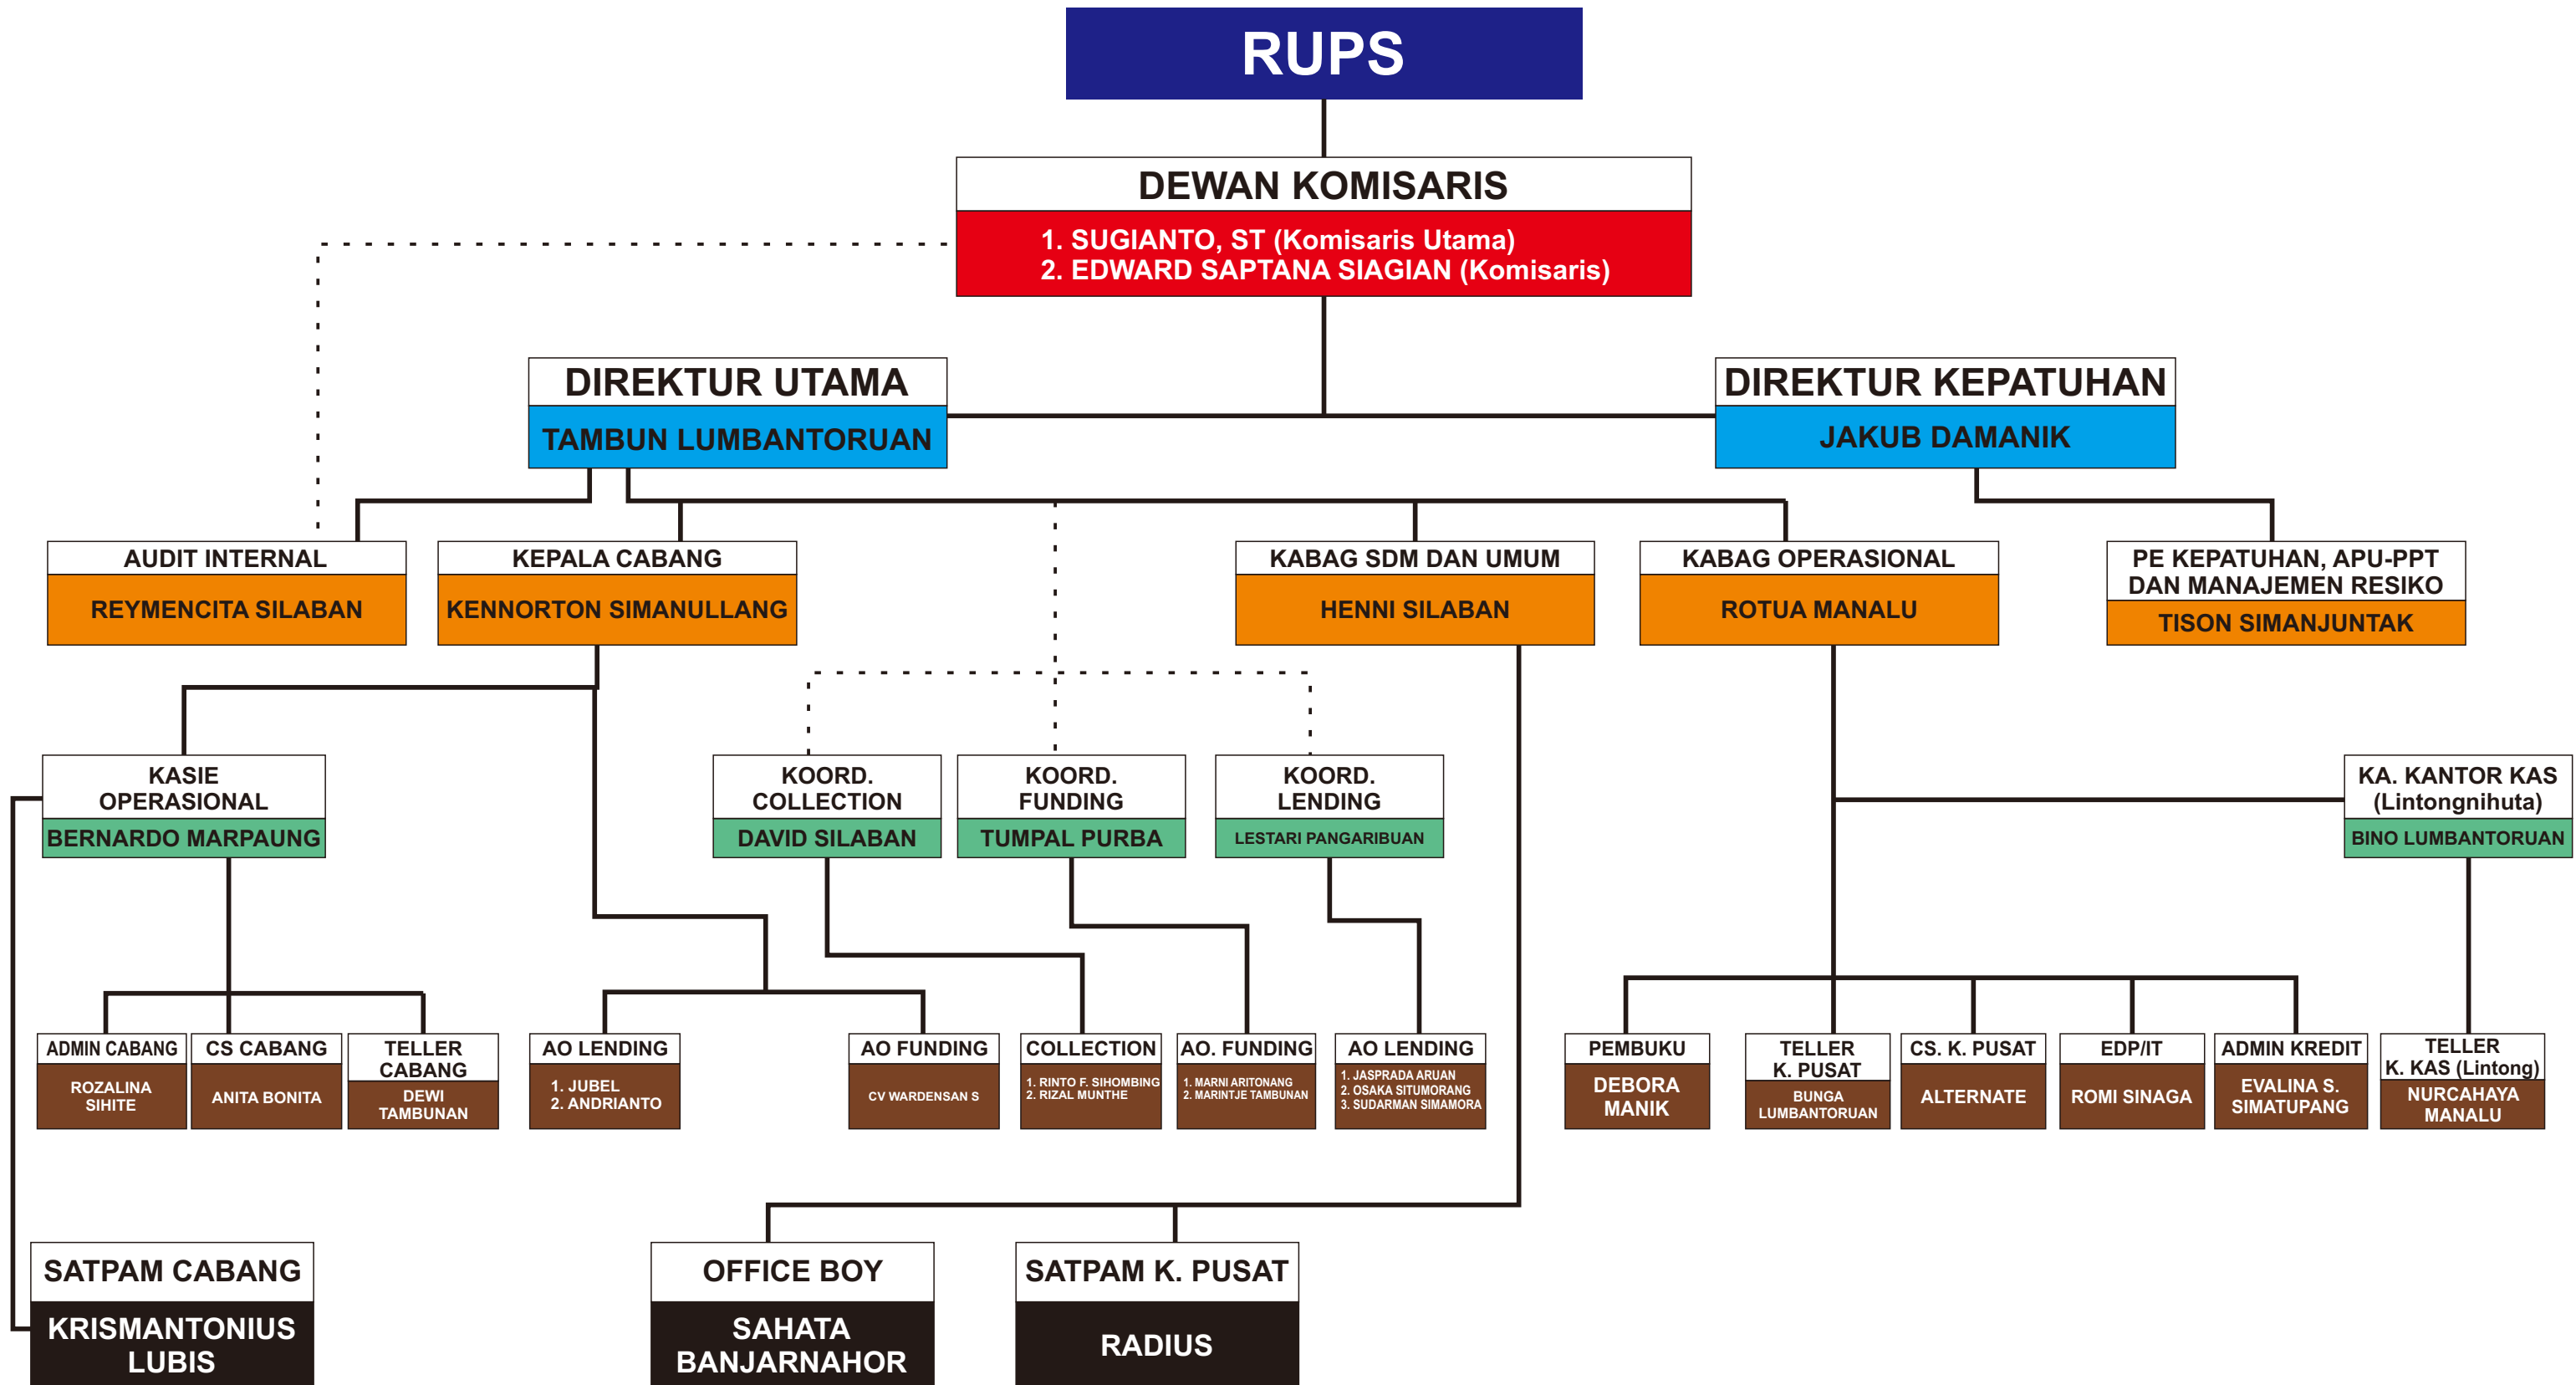 RUPS
DEWAN KOMISARIS
1. SUGIANTO, ST (Komisaris Utama)
2. EDWARD SAPTANA SIAGIAN (Komisaris)
DIREKTUR UTAMA
TAMBUN LUMBANTORUAN
DIREKTUR KEPATUHAN
JAKUB DAMANIK
AUDIT INTERNAL
REYMENCITA SILABAN
KEPALA CABANG
KENNORTON SIMANULLANG
KABAG SDM DAN UMUM
HENNI SILABAN
KABAG OPERASIONAL
ROTUA MANALU
PE KEPATUHAN, APU-PPT
DAN MANAJEMEN RESIKO
TISON SIMANJUNTAK
KASIE
OPERASIONAL
BERNARDO MARPAUNG
KOORD.
COLLECTION
DAVID SILABAN
KOORD.
FUNDING
TUMPAL PURBA
KOORD.
LENDING
LESTARI PANGARIBUAN
KA. KANTOR KAS
(Lintongnihuta)
BINO LUMBANTORUAN
ADMIN CABANG
ROZALINA
SIHITE
CS CABANG
ANITA BONITA
TELLER
CABANG
DEWI
TAMBUNAN
AO LENDING
1. JUBEL
2. ANDRIANTO
AO FUNDING
CV WARDENSAN S
COLLECTION
1. RINTO F. SIHOMBING
2. RIZAL MUNTHE
AO. FUNDING
1. MARNI ARITONANG
2. MARINTJE TAMBUNAN
AO LENDING
1. JASPRADA ARUAN
2. OSAKA SITUMORANG
3. SUDARMAN SIMAMORA
PEMBUKU
DEBORA
MANIK
TELLER
K. PUSAT
BUNGA
LUMBANTORUAN
CS. K. PUSAT
ALTERNATE
EDP/IT
ROMI SINAGA
ADMIN KREDIT
EVALINA S.
SIMATUPANG
TELLER
K. KAS (Lintong)
NURCAHAYA
MANALU
SATPAM CABANG
KRISMANTONIUS
LUBIS
OFFICE BOY
SAHATA
BANJARNAHOR
SATPAM K. PUSAT
RADIUS